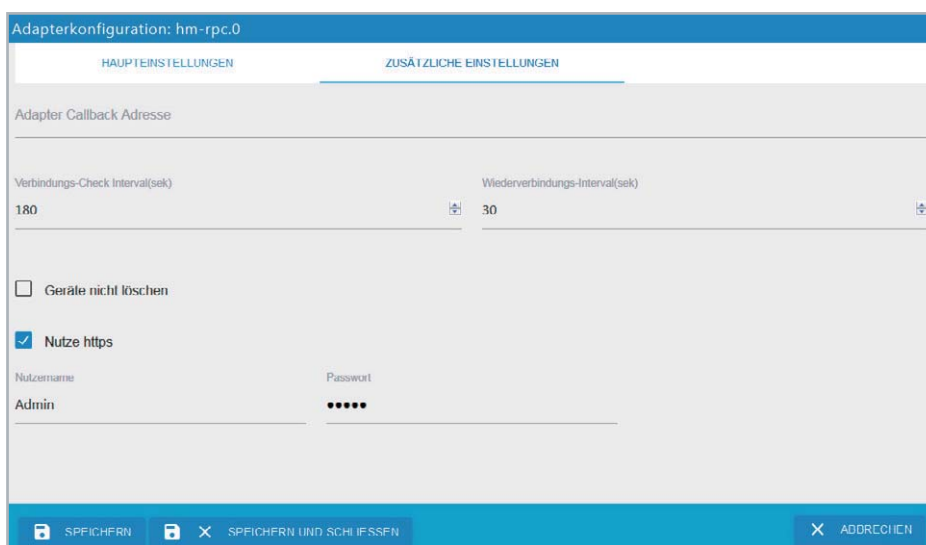 Adapterkonfiguration: hm-rpc.0
HAUPTEINSTELLUNGEN ZUSÄTZLICHE EINSTELLUNGEN
Adapter Callback Adresse
Verbindungs-Check Interval(sek) Wiederverbindungs-Interval(sek)
180 30
Geräte nicht löschen
Nutze https
Nutzername Passwort
Admin •••••
SPEICHERN SPEICHERN UND SCHLIESSEN ABBRECHEN